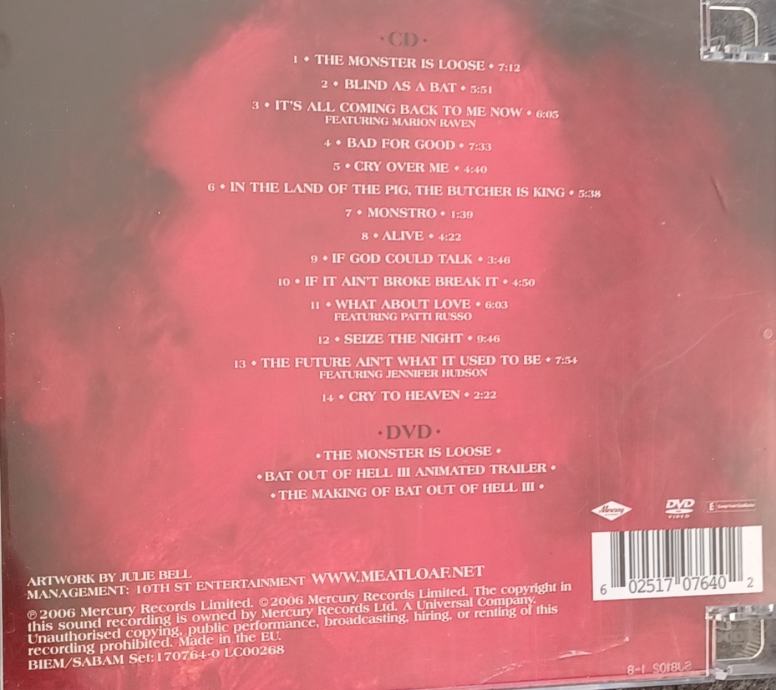 •CD•
1 • THE MONSTER IS LOOSE • 7:12
2 • BLIND AS A BAT • 5:51
3 • IT'S ALL COMING BACK TO ME NOW • 6:05
FEATURING MARION RAVEN
4 • BAD FOR GOOD • 7:33
5 • CRY OVER ME • 4:40
6 • IN THE LAND OF THE PIG, THE BUTCHER IS KING • 5:38
7 • MONSTRO • 1:39
8 • ALIVE • 4:22
9 • IF GOD COULD TALK • 3:46
10 • IF IT AIN'T BROKE BREAK IT • 4:50
11 • WHAT ABOUT LOVE • 6:03
FEATURING PATTI RUSSO
12 • SEIZE THE NIGHT • 9:46
13 • THE FUTURE AIN'T WHAT IT USED TO BE • 7:54
FEATURING JENNIFER HUDSON
14 • CRY TO HEAVEN • 2:22
•DVD•
•THE MONSTER IS LOOSE •
•BAT OUT OF HELL III ANIMATED TRAILER •
•THE MAKING OF BAT OUT OF HELL III •
Mercury
DVD
VIDEO
E
6 02517 07640 2
ARTWORK BY JULIE BELL
MANAGEMENT: 10TH ST ENTERTAINMENT WWW.MEATLOAF.NET
℗2006 Mercury Records Limited. ©2006 Mercury Records Limited. The copyright in
this sound recording is owned by Mercury Records Ltd. A Universal Company.
Unauthorised copying, public performance, broadcasting, hiring, or renting of this
recording prohibited. Made in the EU.
BIEM/SABAM Set:170764-0 LC00268